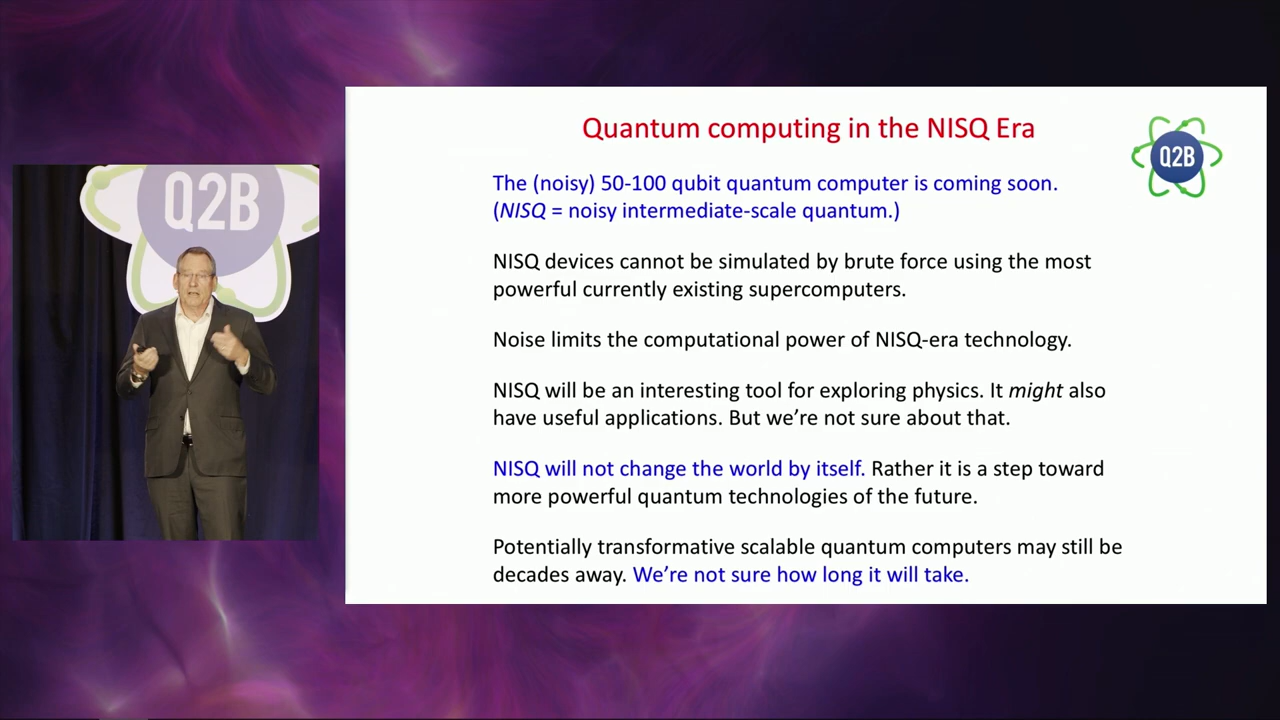 Q2B
Quantum computing in the NISQ Era
Q2B
The (noisy) 50-100 qubit quantum computer is coming soon.
(NISQ = noisy intermediate-scale quantum.)
NISQ devices cannot be simulated by brute force using the most
powerful currently existing supercomputers.
Noise limits the computational power of NISQ-era technology.
NISQ will be an interesting tool for exploring physics. It might also
have useful applications. But we’re not sure about that.
NISQ will not change the world by itself. Rather it is a step toward
more powerful quantum technologies of the future.
Potentially transformative scalable quantum computers may still be
decades away. We’re not sure how long it will take.